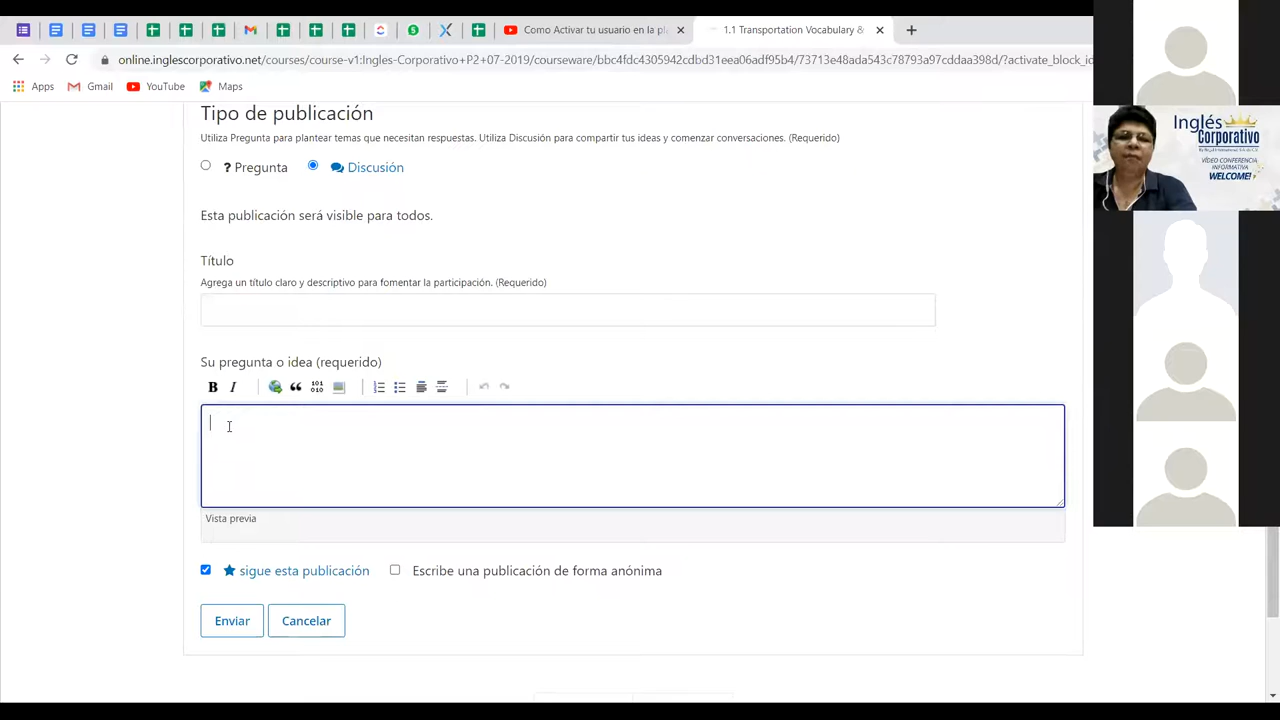 Como Activar tu usuario en la pl
1.1 Transportation Vocabulary &
online.inglescorporativo.net/courses/course-v1:Ingles-Corporativo+P2+07-2019/courseware/bbc4fdc4305942cdbd31eea06adf95b4/73713e48ada543c78793a97cddaa398d/?activate_block_id
Apps
Gmail
YouTube
Maps
Tipo de publicación
Utiliza Pregunta para plantear temas que necesitan respuestas. Utiliza Discusión para compartir tus ideas y comenzar conversaciones. (Requerido)
? Pregunta
Discusión
Esta publicación será visible para todos.
Título
Agrega un título claro y descriptivo para fomentar la participación. (Requerido)
Su pregunta o idea (requerido)
B I
Vista previa
sigue esta publicación
Escribe una publicación de forma anónima
Enviar
Cancelar
Inglés
Corporativo
VÍDEO CONFERENCIA
INFORMATIVA
WELCOME!